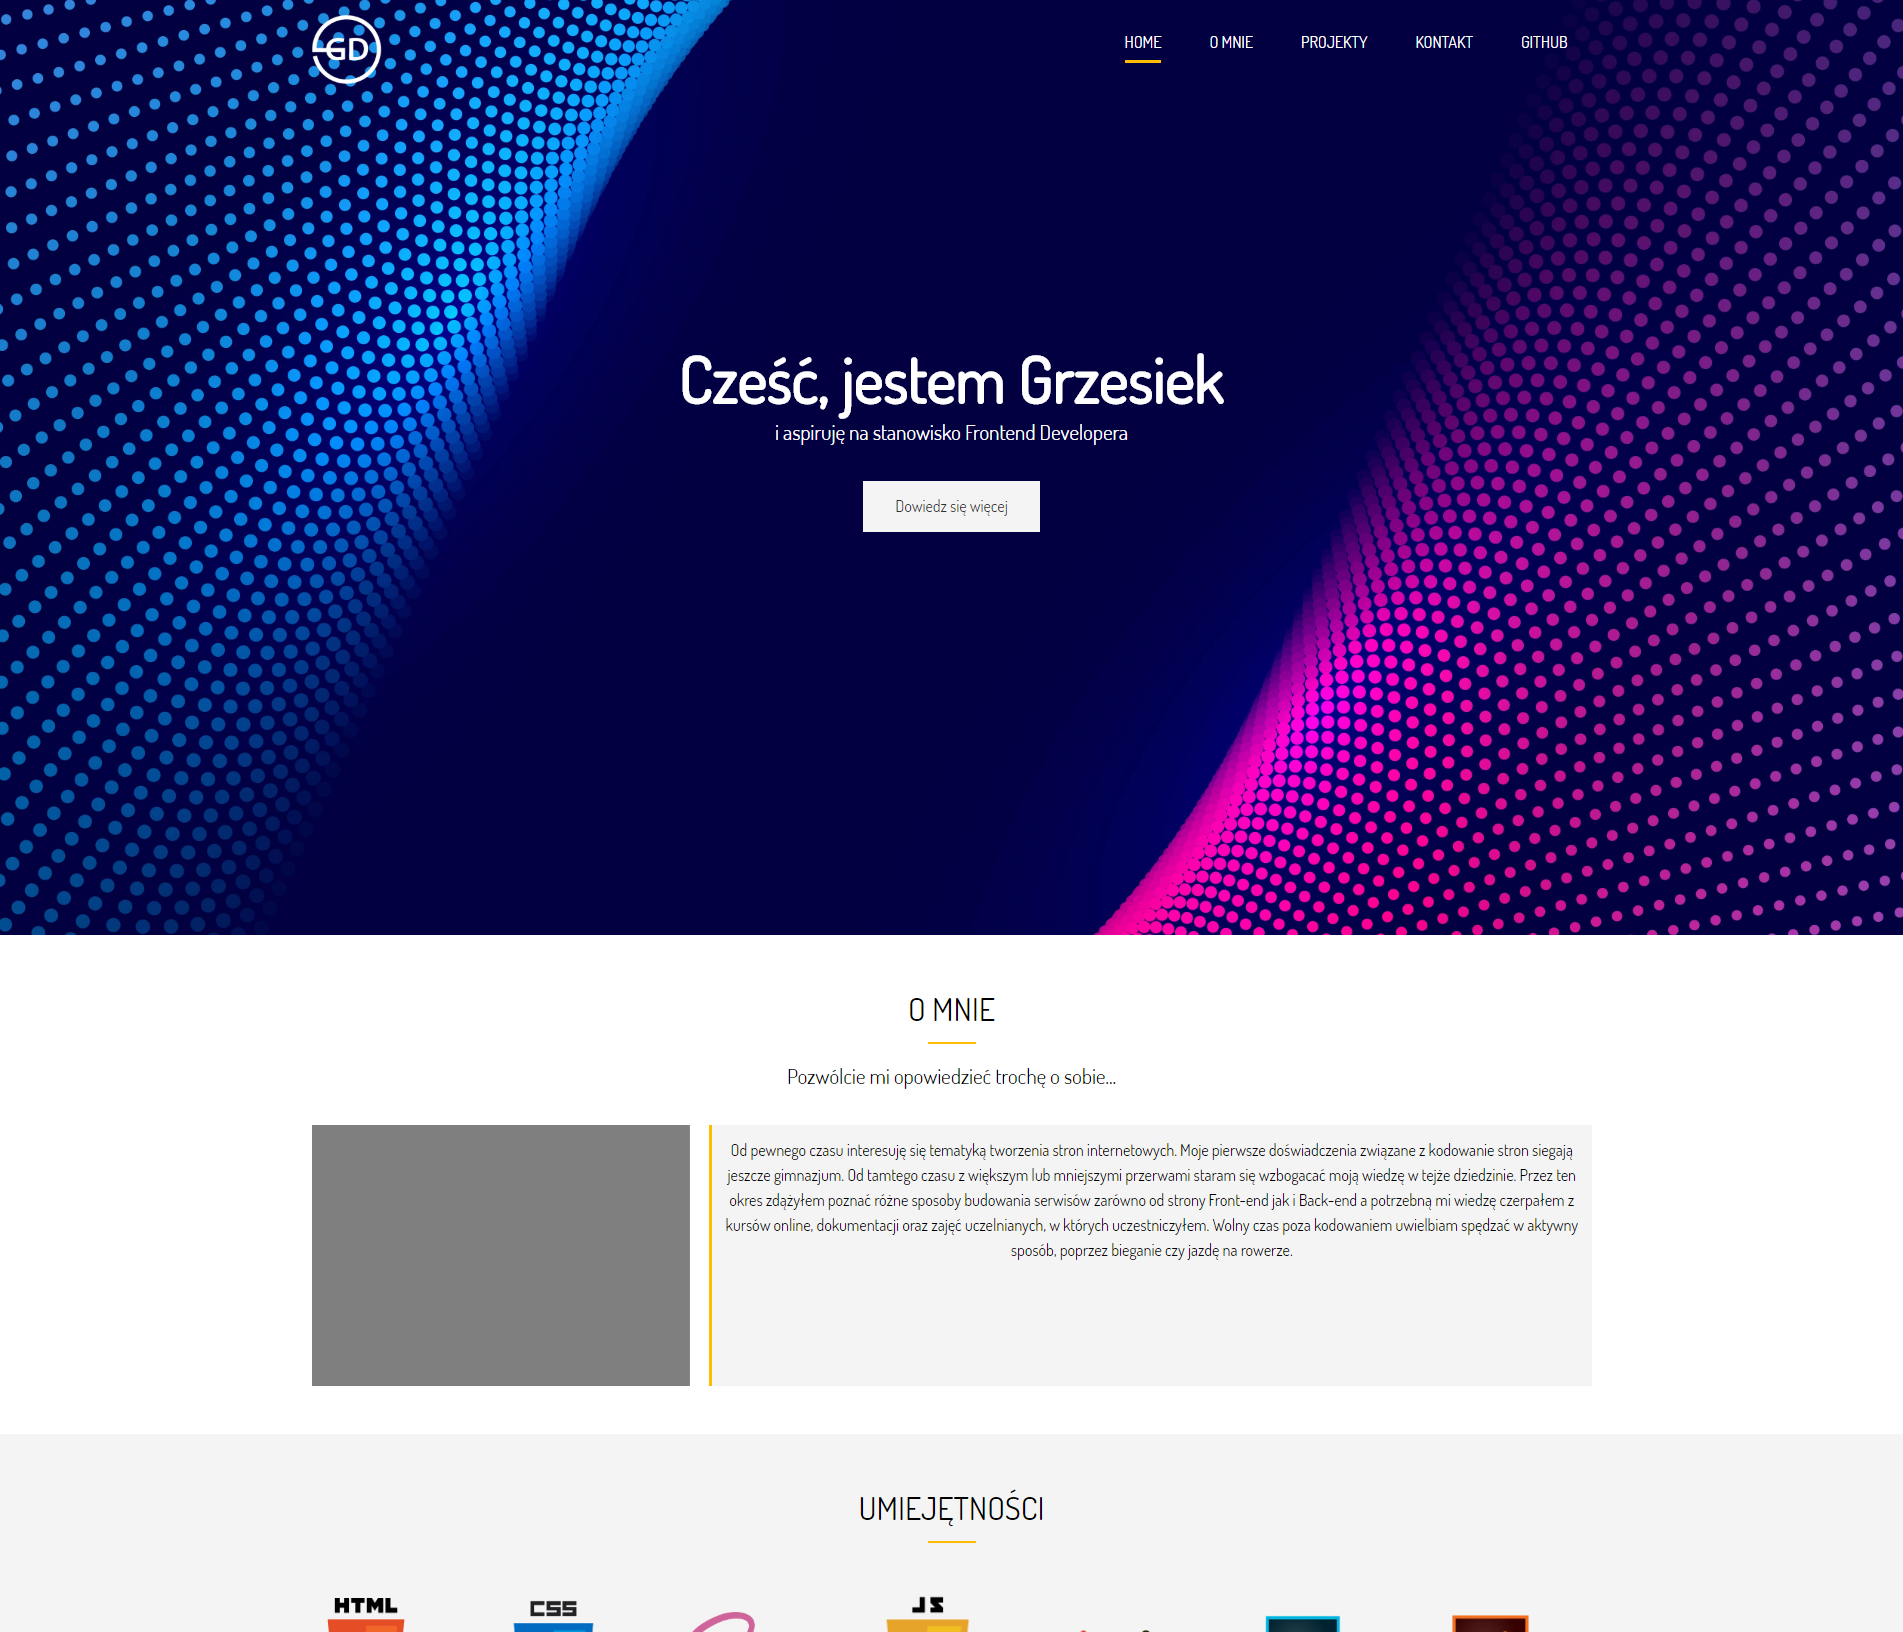 GD
HOME O MNIE PROJEKTY KONTAKT GITHUB
Cześć, jestem Grzesiek
i aspiruję na stanowisko Frontend Developera
Dowiedz się więcej
O MNIE
Pozwólcie mi opowiedzieć trochę o sobie...
Od pewnego czasu interesuję się tematyką tworzenia stron internetowych. Moje pierwsze doświadczenia związane z kodowanie stron siegają
jeszcze gimnazjum. Od tamtego czasu z większym lub mniejszymi przerwami staram się wzbogacać moją wiedzę w tejże dziedzinie. Przez ten
okres zdążyłem poznać różne sposoby budowania serwisów zarówno od strony Front-end jak i Back-end a potrzebną mi wiedzę czerpałem z
kursów online, dokumentacji oraz zajęć uczelnianych, w których uczestniczyłem. Wolny czas poza kodowaniem uwielbiam spędzać w aktywny
sposób, poprzez bieganie czy jazdę na rowerze.
UMIEJĘTNOŚCI
HTML CSS JS